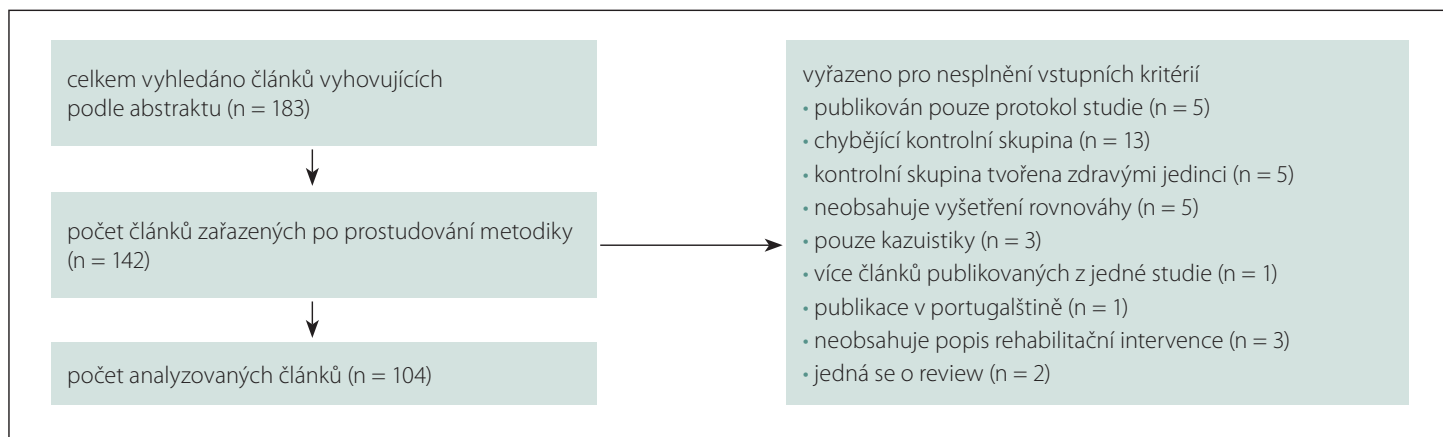 celkem vyhledáno článků vyhovujících
podle abstraktu (n = 183)
počet článků zařazených po prostudování metodiky
(n = 142)
počet analyzovaných článků (n = 104)
vyřazeno pro nesplnění vstupních kritérií
• publikován pouze protokol studie (n = 5)
• chybějící kontrolní skupina (n = 13)
• kontrolní skupina tvořena zdravými jedinci (n = 5)
• neobsahuje vyšetření rovnováhy (n = 5)
• pouze kazuistiky (n = 3)
• více článků publikovaných z jedné studie (n = 1)
• publikace v portugalštině (n = 1)
• neobsahuje popis rehabilitační intervence (n = 3)
• jedná se o review (n = 2)